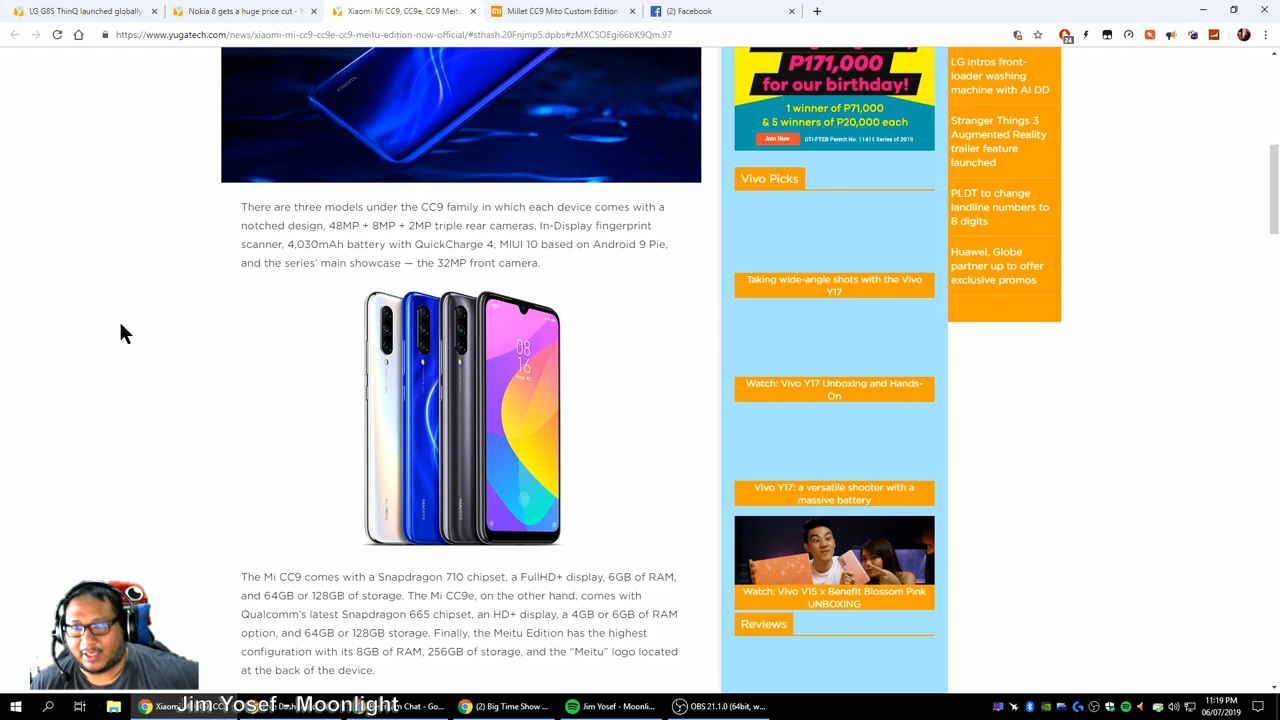 LG G8S ThinQ launched globally
Nokia 8 gets a huge price cut - Y
Xiaomi Mi CC9, CC9e, CC9 Meitu
Millet CC9 Mito Custom Edition -
(2) Facebook
https://www.yugatech.com/news/xiaomi-mi-cc9-cc9e-cc9-meitu-edition-now-official/#sthash.20Fnjmp5.dpbs#zMXCSOEgi66bK9Qm.97
24
XIAOMI
P171,000
for our birthday!
1 winner of P71,000
& 5 winners of P20,000 each
Join Now
DTI-FTEB Permit No. 11411 Series of 2019
LG intros front-
loader washing
machine with AI DD
Stranger Things 3
Augmented Reality
trailer feature
launched
PLDT to change
landline numbers to
8 digits
Huawei, Globe
partner up to offer
exclusive promos
There are
models under the CC9 family in which each device comes with a
notched design, 48MP + 8MP + 2MP triple rear cameras, In-Display fingerprint
scanner, 4,030mAh battery with QuickCharge 4, MIUI 10 based on Android 9 Pie,
and the series' main showcase — the 32MP front camera.
08
16
The Mi CC9 comes with a Snapdragon 710 chipset, a FullHD+ display, 6GB of RAM,
and 64GB or 128GB of storage. The Mi CC9e, on the other hand, comes with
Qualcomm's latest Snapdragon 665 chipset, an HD+ display, a 4GB or 6GB of RAM
option, and 64GB or 128GB storage. Finally, the Meitu Edition has the highest
configuration with its 8GB of RAM, 256GB of storage, and the "Meitu" logo located
at the back of the device.
Vivo Picks
Taking wide-angle shots with the Vivo
Y17
Watch: Vivo Y17 Unboxing and Hands-
On
Vivo Y17: a versatile shooter with a
massive battery
Watch: Vivo V15 x Benefit Blossom Pink
UNBOXING
Reviews
Jim Yosef - Moonlight
Xiaom
Chat - Go...
(2) Big Time Show ...
Jim Yosef - Moonli...
OBS 21.1.0 (64bit, w...
11:19 PM
06/07/2019